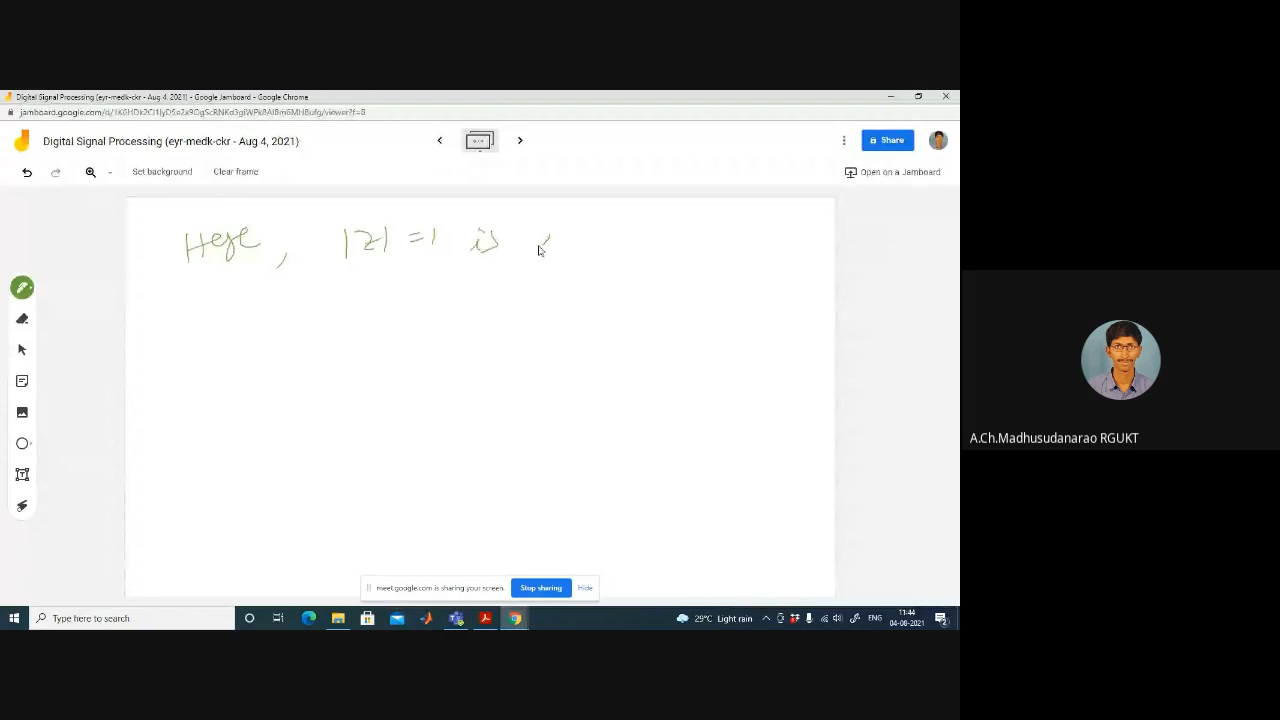 Digital Signal Processing (eyr-medk-ckr - Aug 4, 2021) - Google Jamboard - Google Chrome
Digital Signal Processing (eyr-medk-ckr - Aug 4, 2021)
Share
Set background Clear frame
Open on a Jamboard
Here, |z| = 1 is
A.Ch.Madhusudanarao RGUKT
meet.google.com is sharing your screen. Stop sharing Hide
Type here to search
29°C Light rain
ENG
11:44
04-08-2021